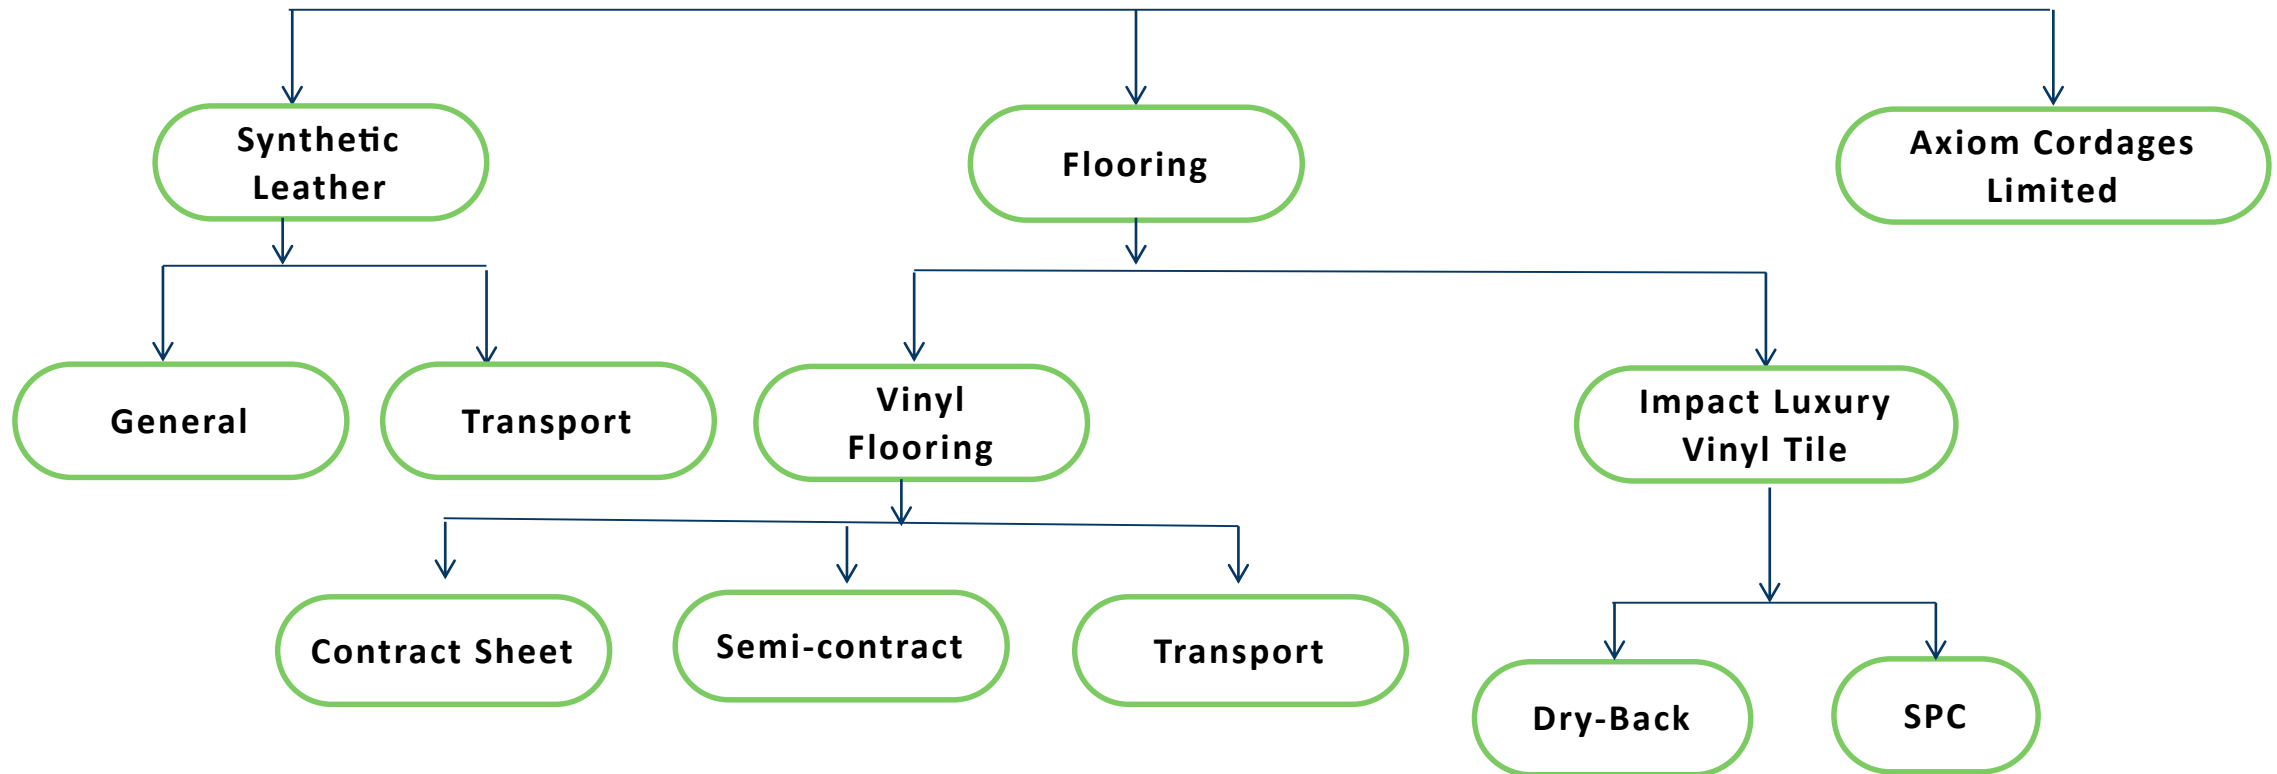 Synthetic
Leather
Flooring
Axiom Cordages
Limited
General
Transport
Vinyl
Flooring
Impact Luxury
Vinyl Tile
Contract Sheet
Semi-contract
Transport
Dry-Back
SPC